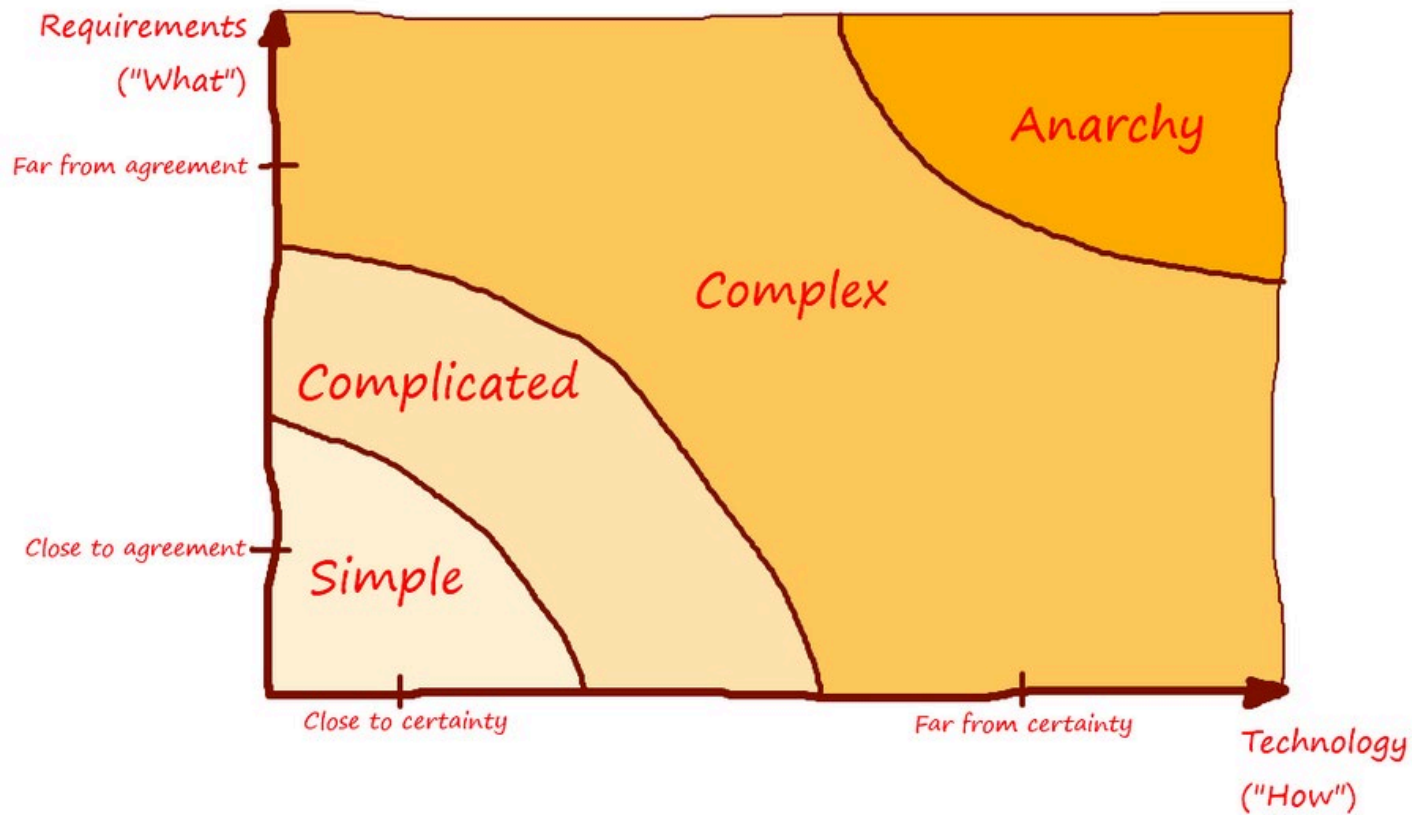 Requirements
("What")
Anarchy
Far from agreement
Complex
Complicated
Close to agreement
Simple
Close to certainty
Far from certainty
Technology
("How")